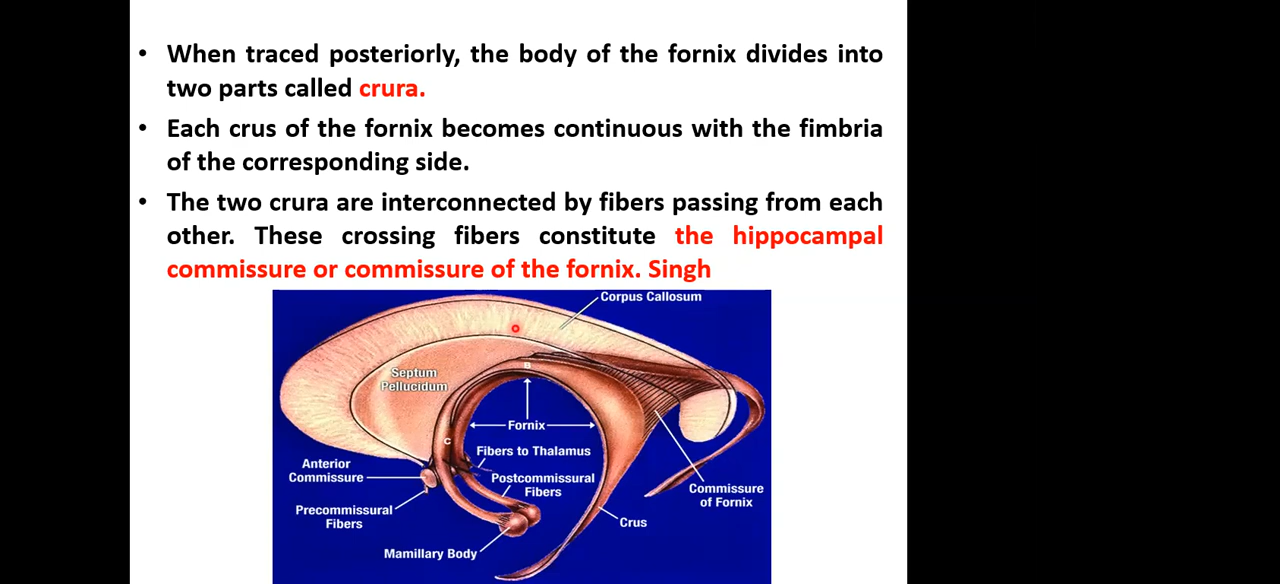 • When traced posteriorly, the body of the fornix divides into
two parts called crura.
• Each crus of the fornix becomes continuous with the fimbria
of the corresponding side.
• The two crura are interconnected by fibers passing from each
other. These crossing fibers constitute the hippocampal
commissure or commissure of the fornix. Singh
Corpus Callosum
B
Septum
Pellucidum
Fornix
C
Fibers to Thalamus
Anterior
Commissure
Postcommissural
Fibers
Commissure
of Fornix
Precommissural
Fibers
Crus
Mamillary Body